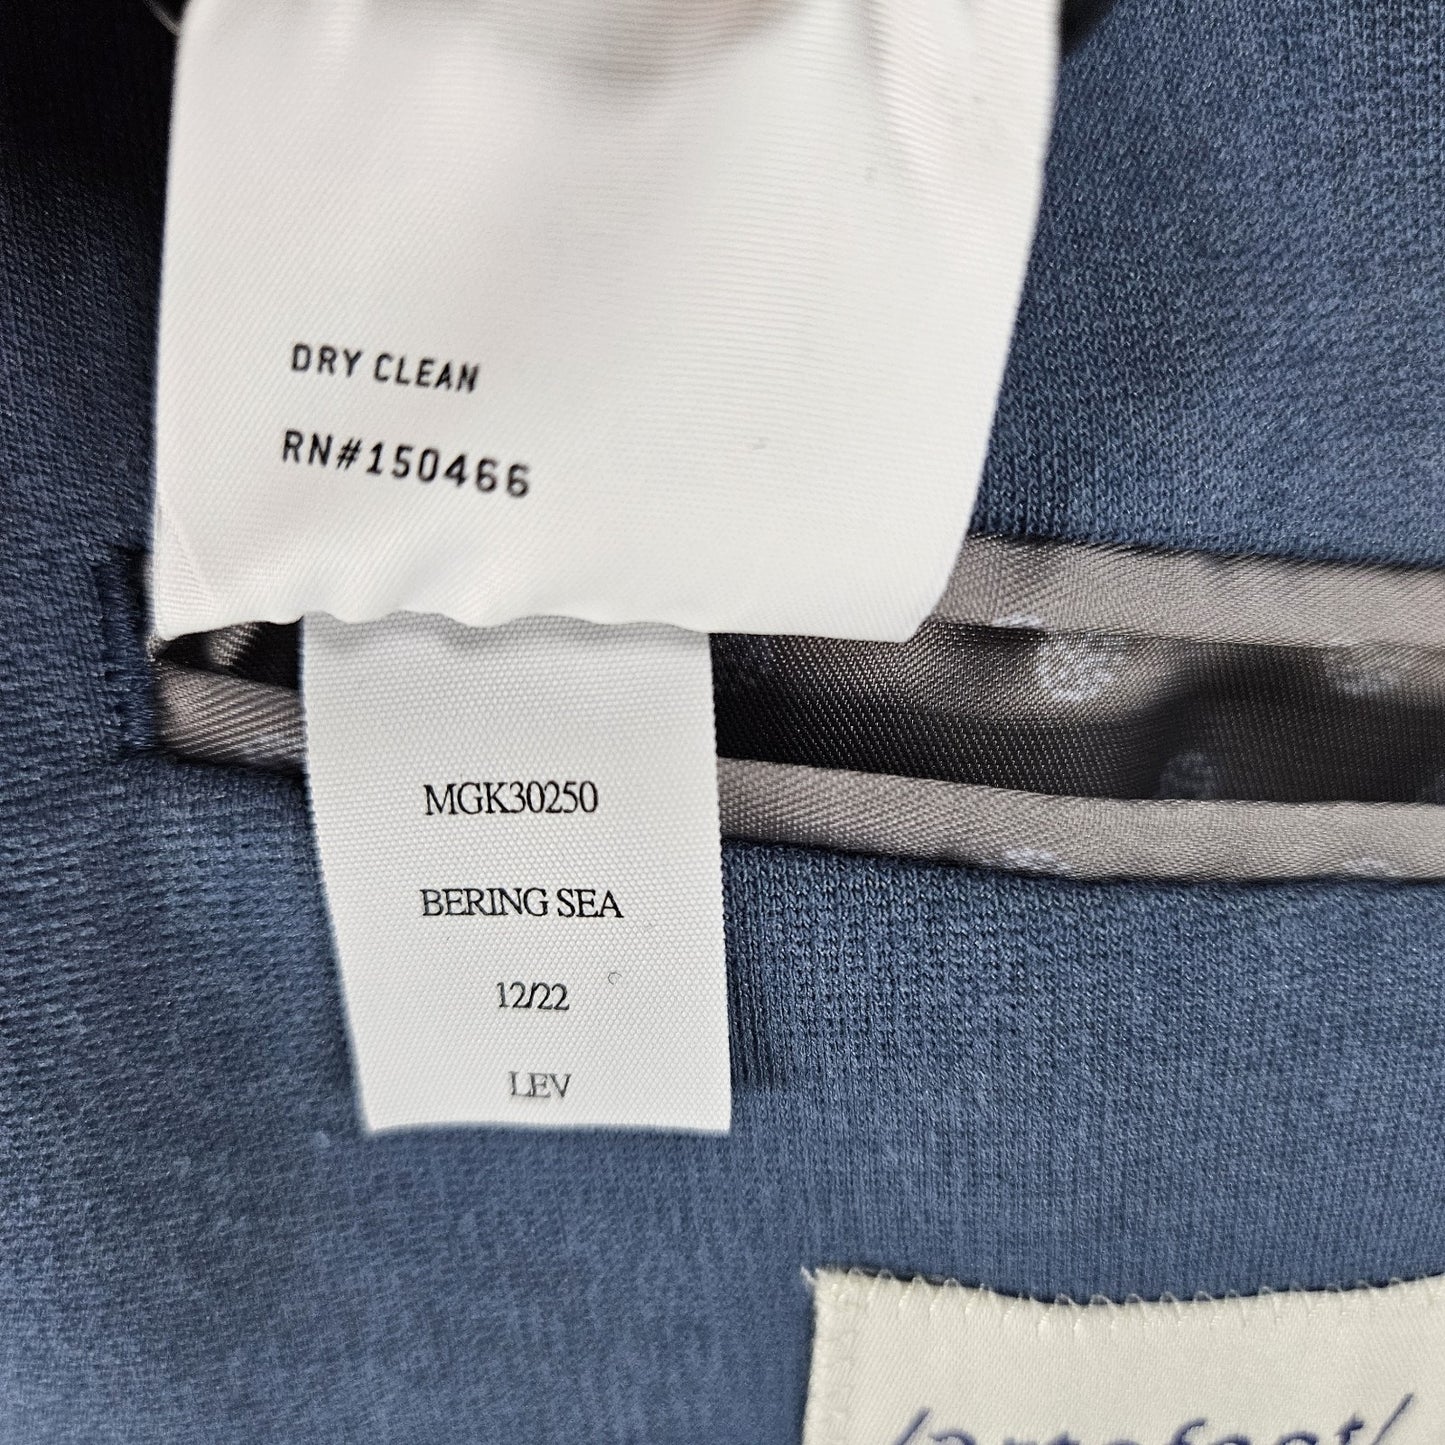 DRY CLEAN
RN#150466
MGK30250
BERING SEA
12/22
LEV